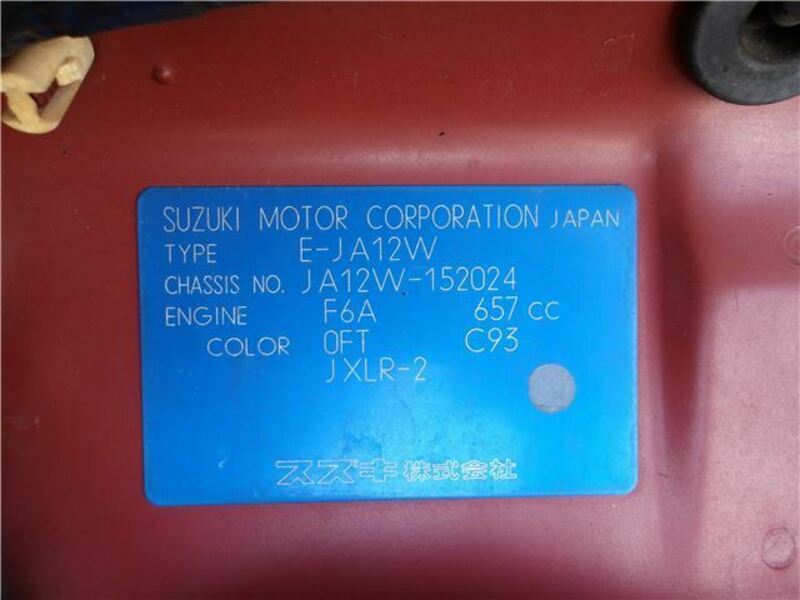 SUZUKI MOTOR CORPORATION JAPAN
TYPE E-JA12W
CHASSIS NO. JA12W-152024
ENGINE F6A 657 cc
COLOR 0FT C93
JXLR-2
スズキ株式会社